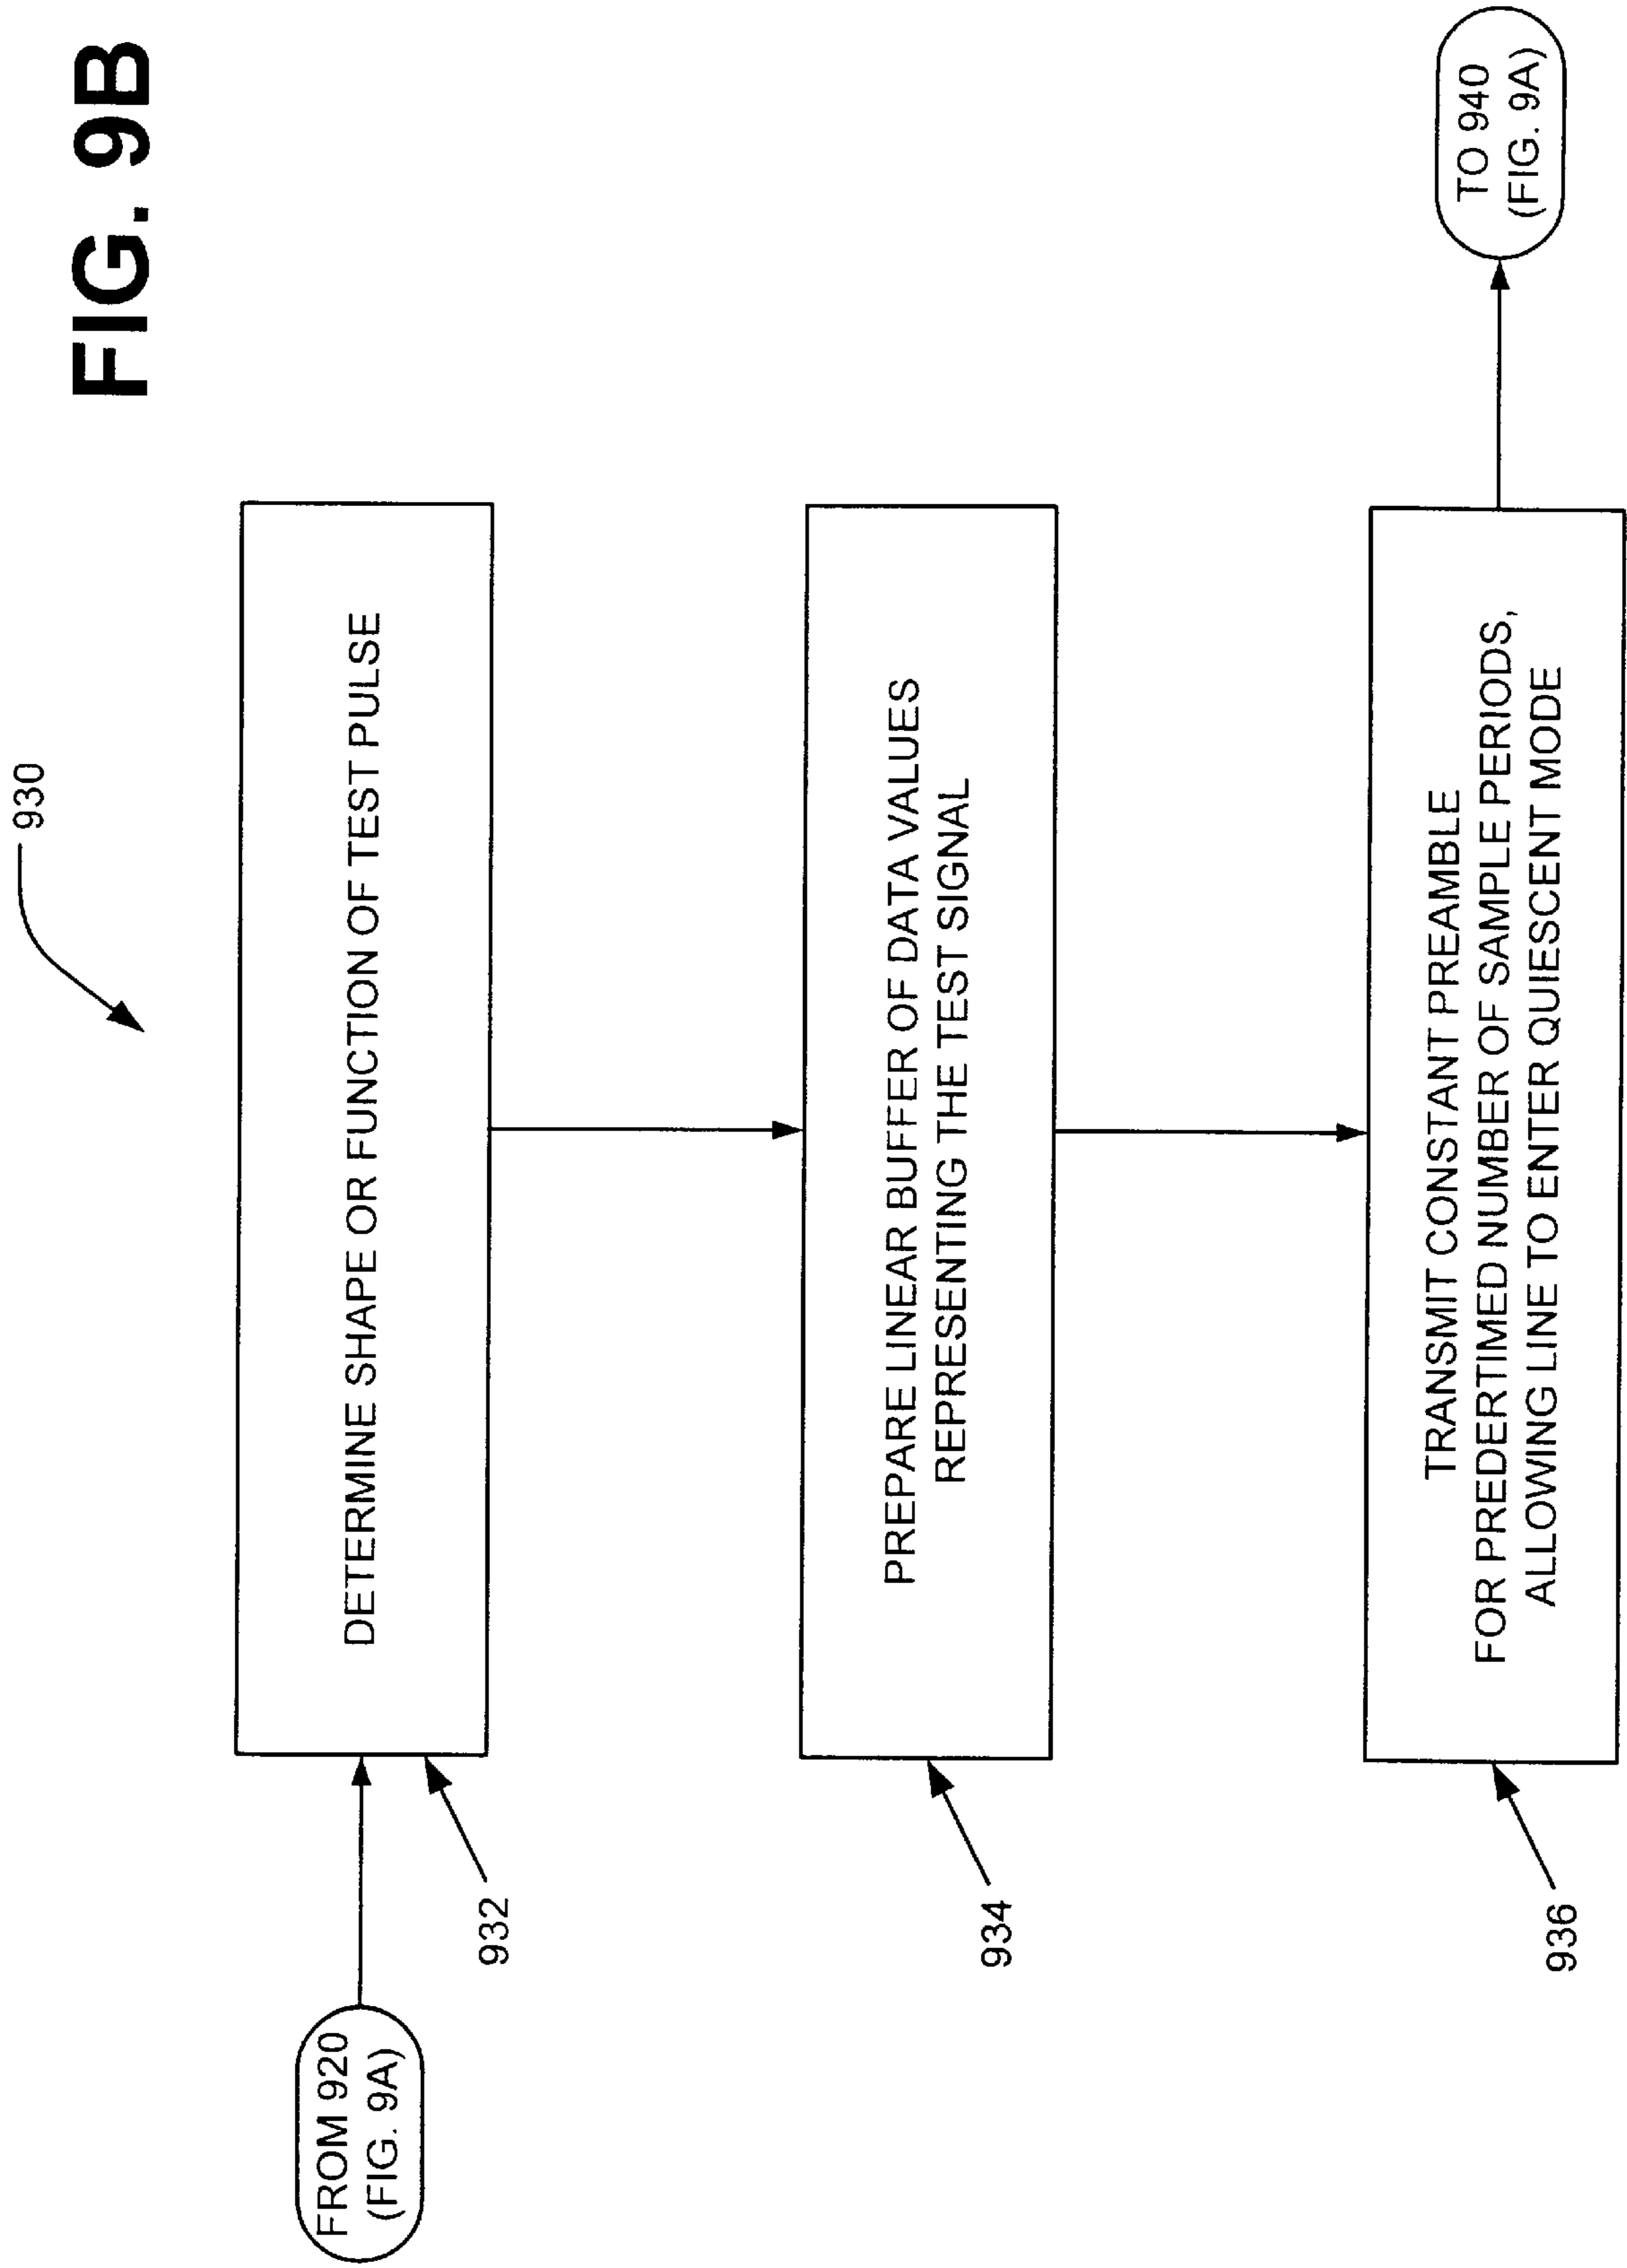 FIG. 9B
930
FROM 920
(FIG. 9A)
932
DETERMINE SHAPE OR FUNCTION OF TEST PULSE
934
PREPARE LINEAR BUFFER OF DATA VALUES
REPRESENTING THE TEST SIGNAL
936
TRANSMIT CONSTANT PREAMBLE
FOR PREDERTIMED NUMBER OF SAMPLE PERIODS,
ALLOWING LINE TO ENTER QUIESCENT MODE
TO 940
(FIG. 9A)